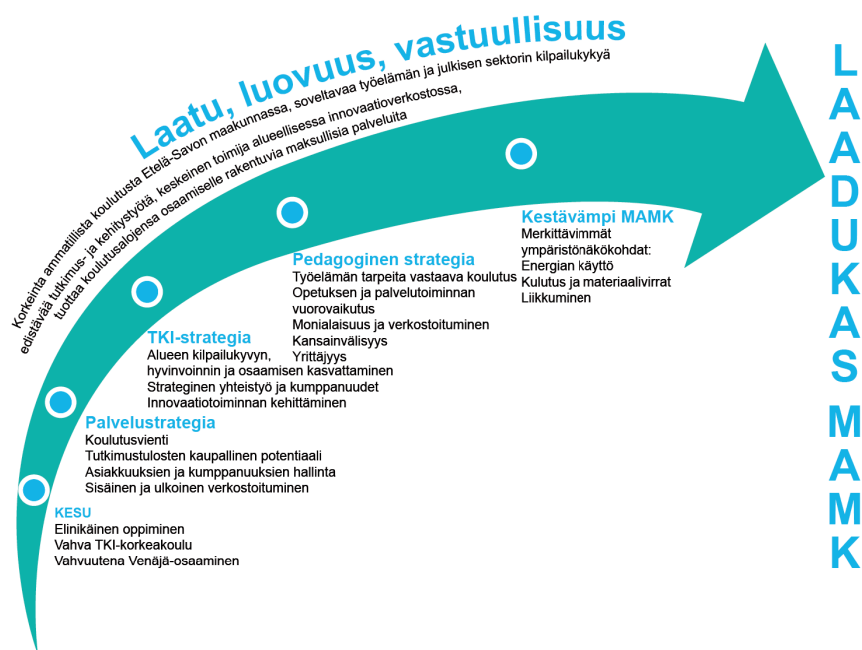 Laatu, luovuus, vastuullisuus
Korkeinta ammatillista koulutusta Etelä-Savon maakunnassa, soveltavaa työelämän ja julkisen sektorin kilpailukykyä
edistävää tutkimus- ja kehitystyötä, keskeinen toimija alueellisessa innovaatioverkostossa,
tuottaa koulutusalojensa osaamiselle rakentuvia maksullisia palveluita
Kestävämpi MAMK
Merkittävimmät
ympäristönäkökohdat:
Energian käyttö
Kulutus ja materiaalivirrat
Liikkuminen
Pedagoginen strategia
Työelämän tarpeita vastaava koulutus
Opetuksen ja palvelutoiminnan
vuorovaikutus
Monialaisuus ja verkostoituminen
Kansainvälisyys
Yrittäjyys
TKI-strategia
Alueen kilpailukyvyn,
hyvinvoinnin ja osaamisen kasvattaminen
Strateginen yhteistyö ja kumppanuudet
Innovaatiotoiminnan kehittäminen
Palvelustrategia
Koulutusvienti
Tutkimustulosten kaupallinen potentiaali
Asiakkuuksien ja kumppanuuksien hallinta
Sisäinen ja ulkoinen verkostoituminen
KESU
Elinikäinen oppiminen
Vahva TKI-korkeakoulu
Vahvuutena Venäjä-osaaminen
LAADUKAS MAMK